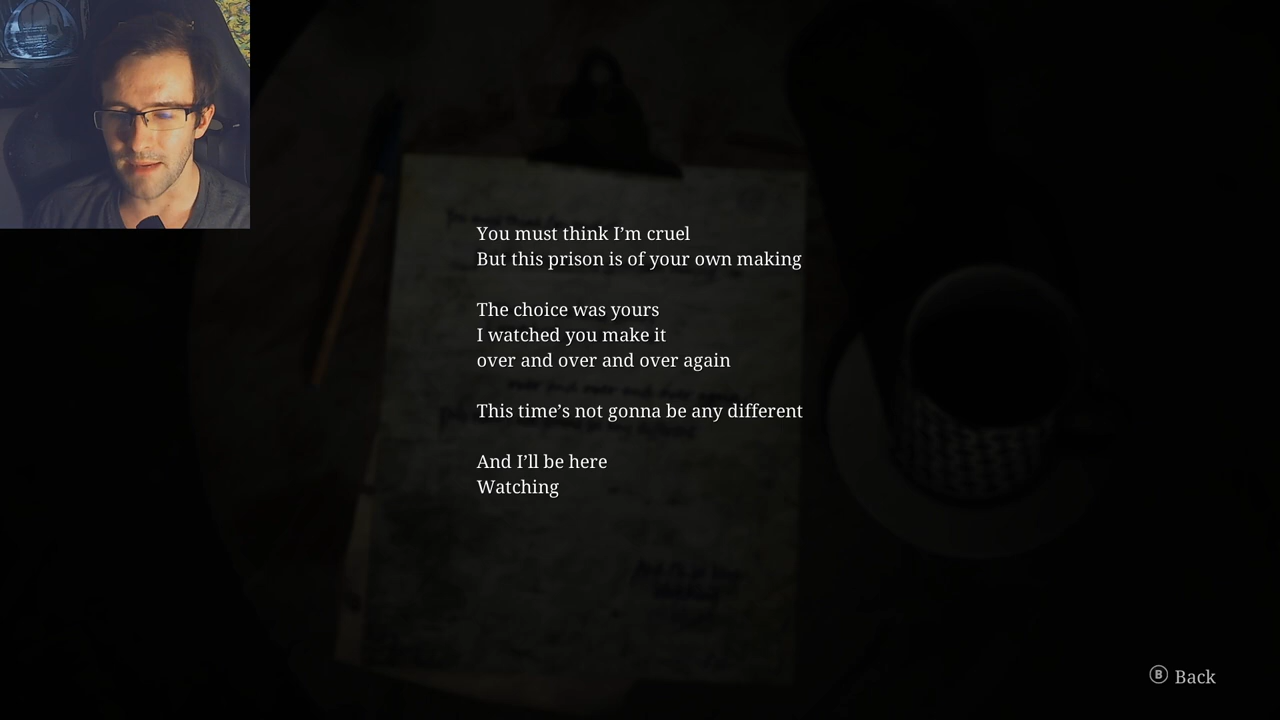 You must think I’m cruel
But this prison is of your own making
The choice was yours
I watched you make it
over and over and over again
This time’s not gonna be any different
And I’ll be here
Watching
B Back